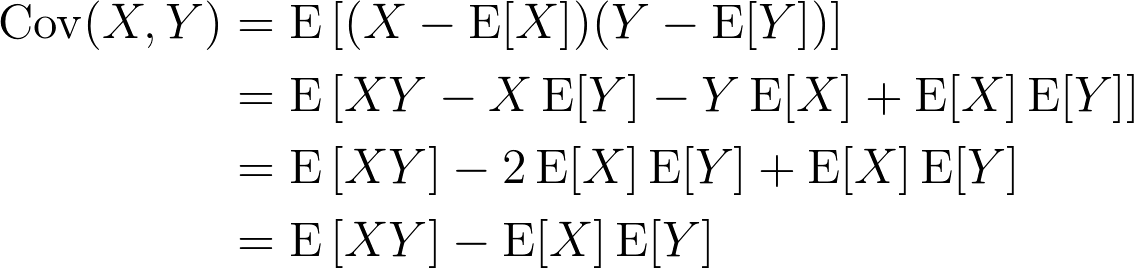 Cov(X, Y) = E [(X − E[X])(Y − E[Y])]
= E [XY − X E[Y] − Y E[X] + E[X] E[Y]]
= E [XY] − 2 E[X] E[Y] + E[X] E[Y]
= E [XY] − E[X] E[Y]